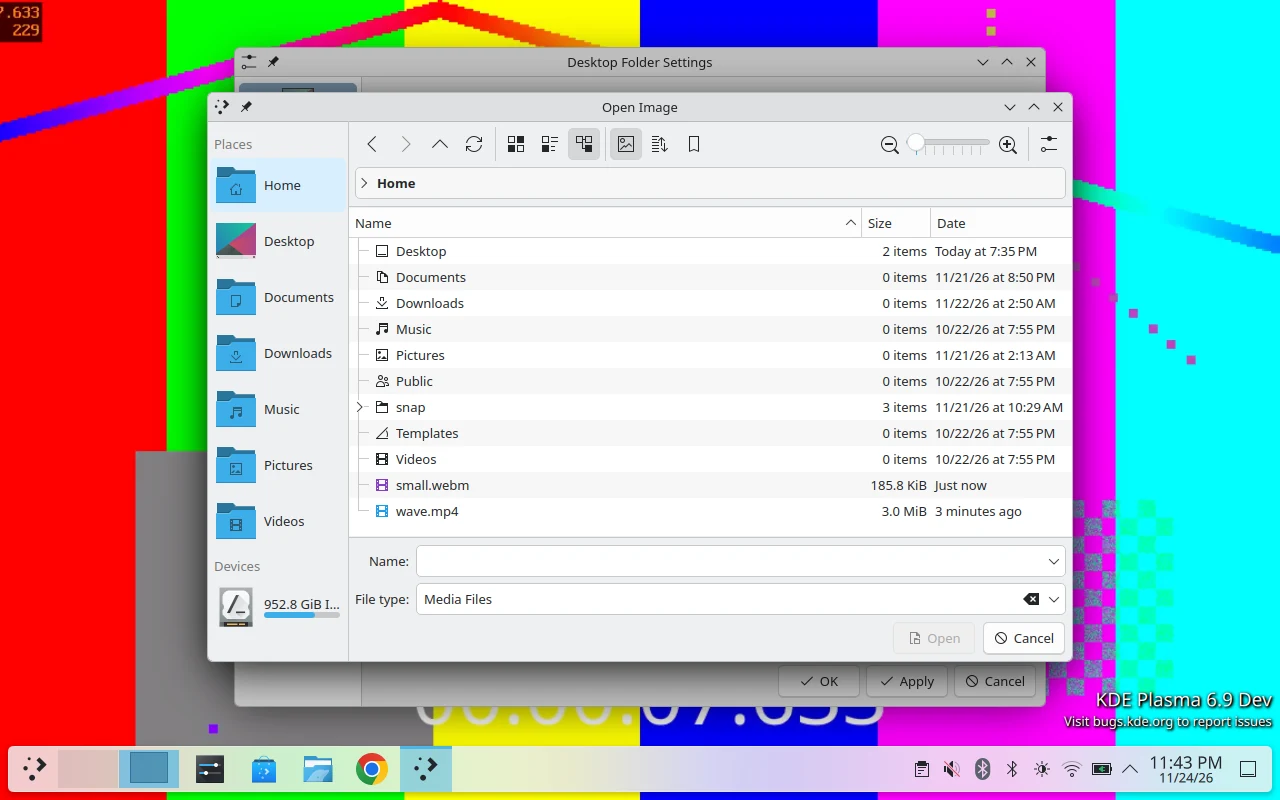 7.633
229
Desktop Folder Settings
Open Image
Places
Home
Desktop
Documents
Downloads
Music
Pictures
Videos
Devices
952.8 GiB I...
Home
Name Size Date
Desktop 2 items Today at 7:35 PM
Documents 0 items 11/21/26 at 8:50 PM
Downloads 0 items 11/22/26 at 2:50 AM
Music 0 items 10/22/26 at 7:55 PM
Pictures 0 items 11/21/26 at 2:13 AM
Public 0 items 10/22/26 at 7:55 PM
snap 3 items 11/21/26 at 10:29 AM
Templates 0 items 10/22/26 at 7:55 PM
Videos 0 items 10/22/26 at 7:55 PM
small.webm 185.8 KiB Just now
wave.mp4 3.0 MiB 3 minutes ago
Name:
File type: Media Files
Open Cancel
OK Apply Cancel
00:00:07.633
KDE Plasma 6.9 Dev
Visit bugs.kde.org to report issues
11:43 PM
11/24/26